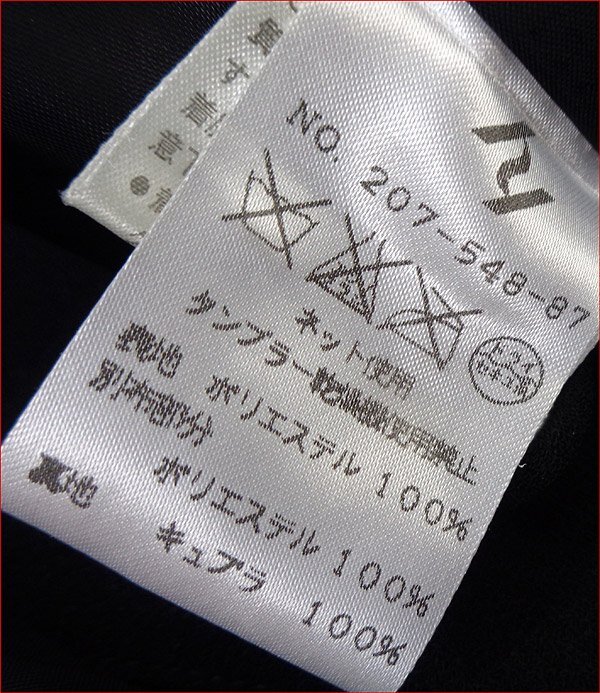 NO. 207-548-87
ネット使用
タンブラー乾燥機使用禁止
表地 ポリエステル 100%
別布部分
ポリエステル 100%
裏地 キュプラ 100%